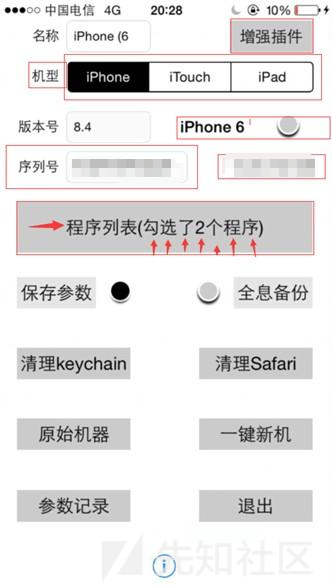 中国电信 4G 20:28 10%
名称 iPhone (6 增强插件
机型 iPhone iTouch iPad
版本号 8.4 iPhone 6
序列号
程序列表(勾选了2个程序)
保存参数 全息备份
清理keychain 清理Safari
原始机器 一键新机
参数记录 退出
先知社区